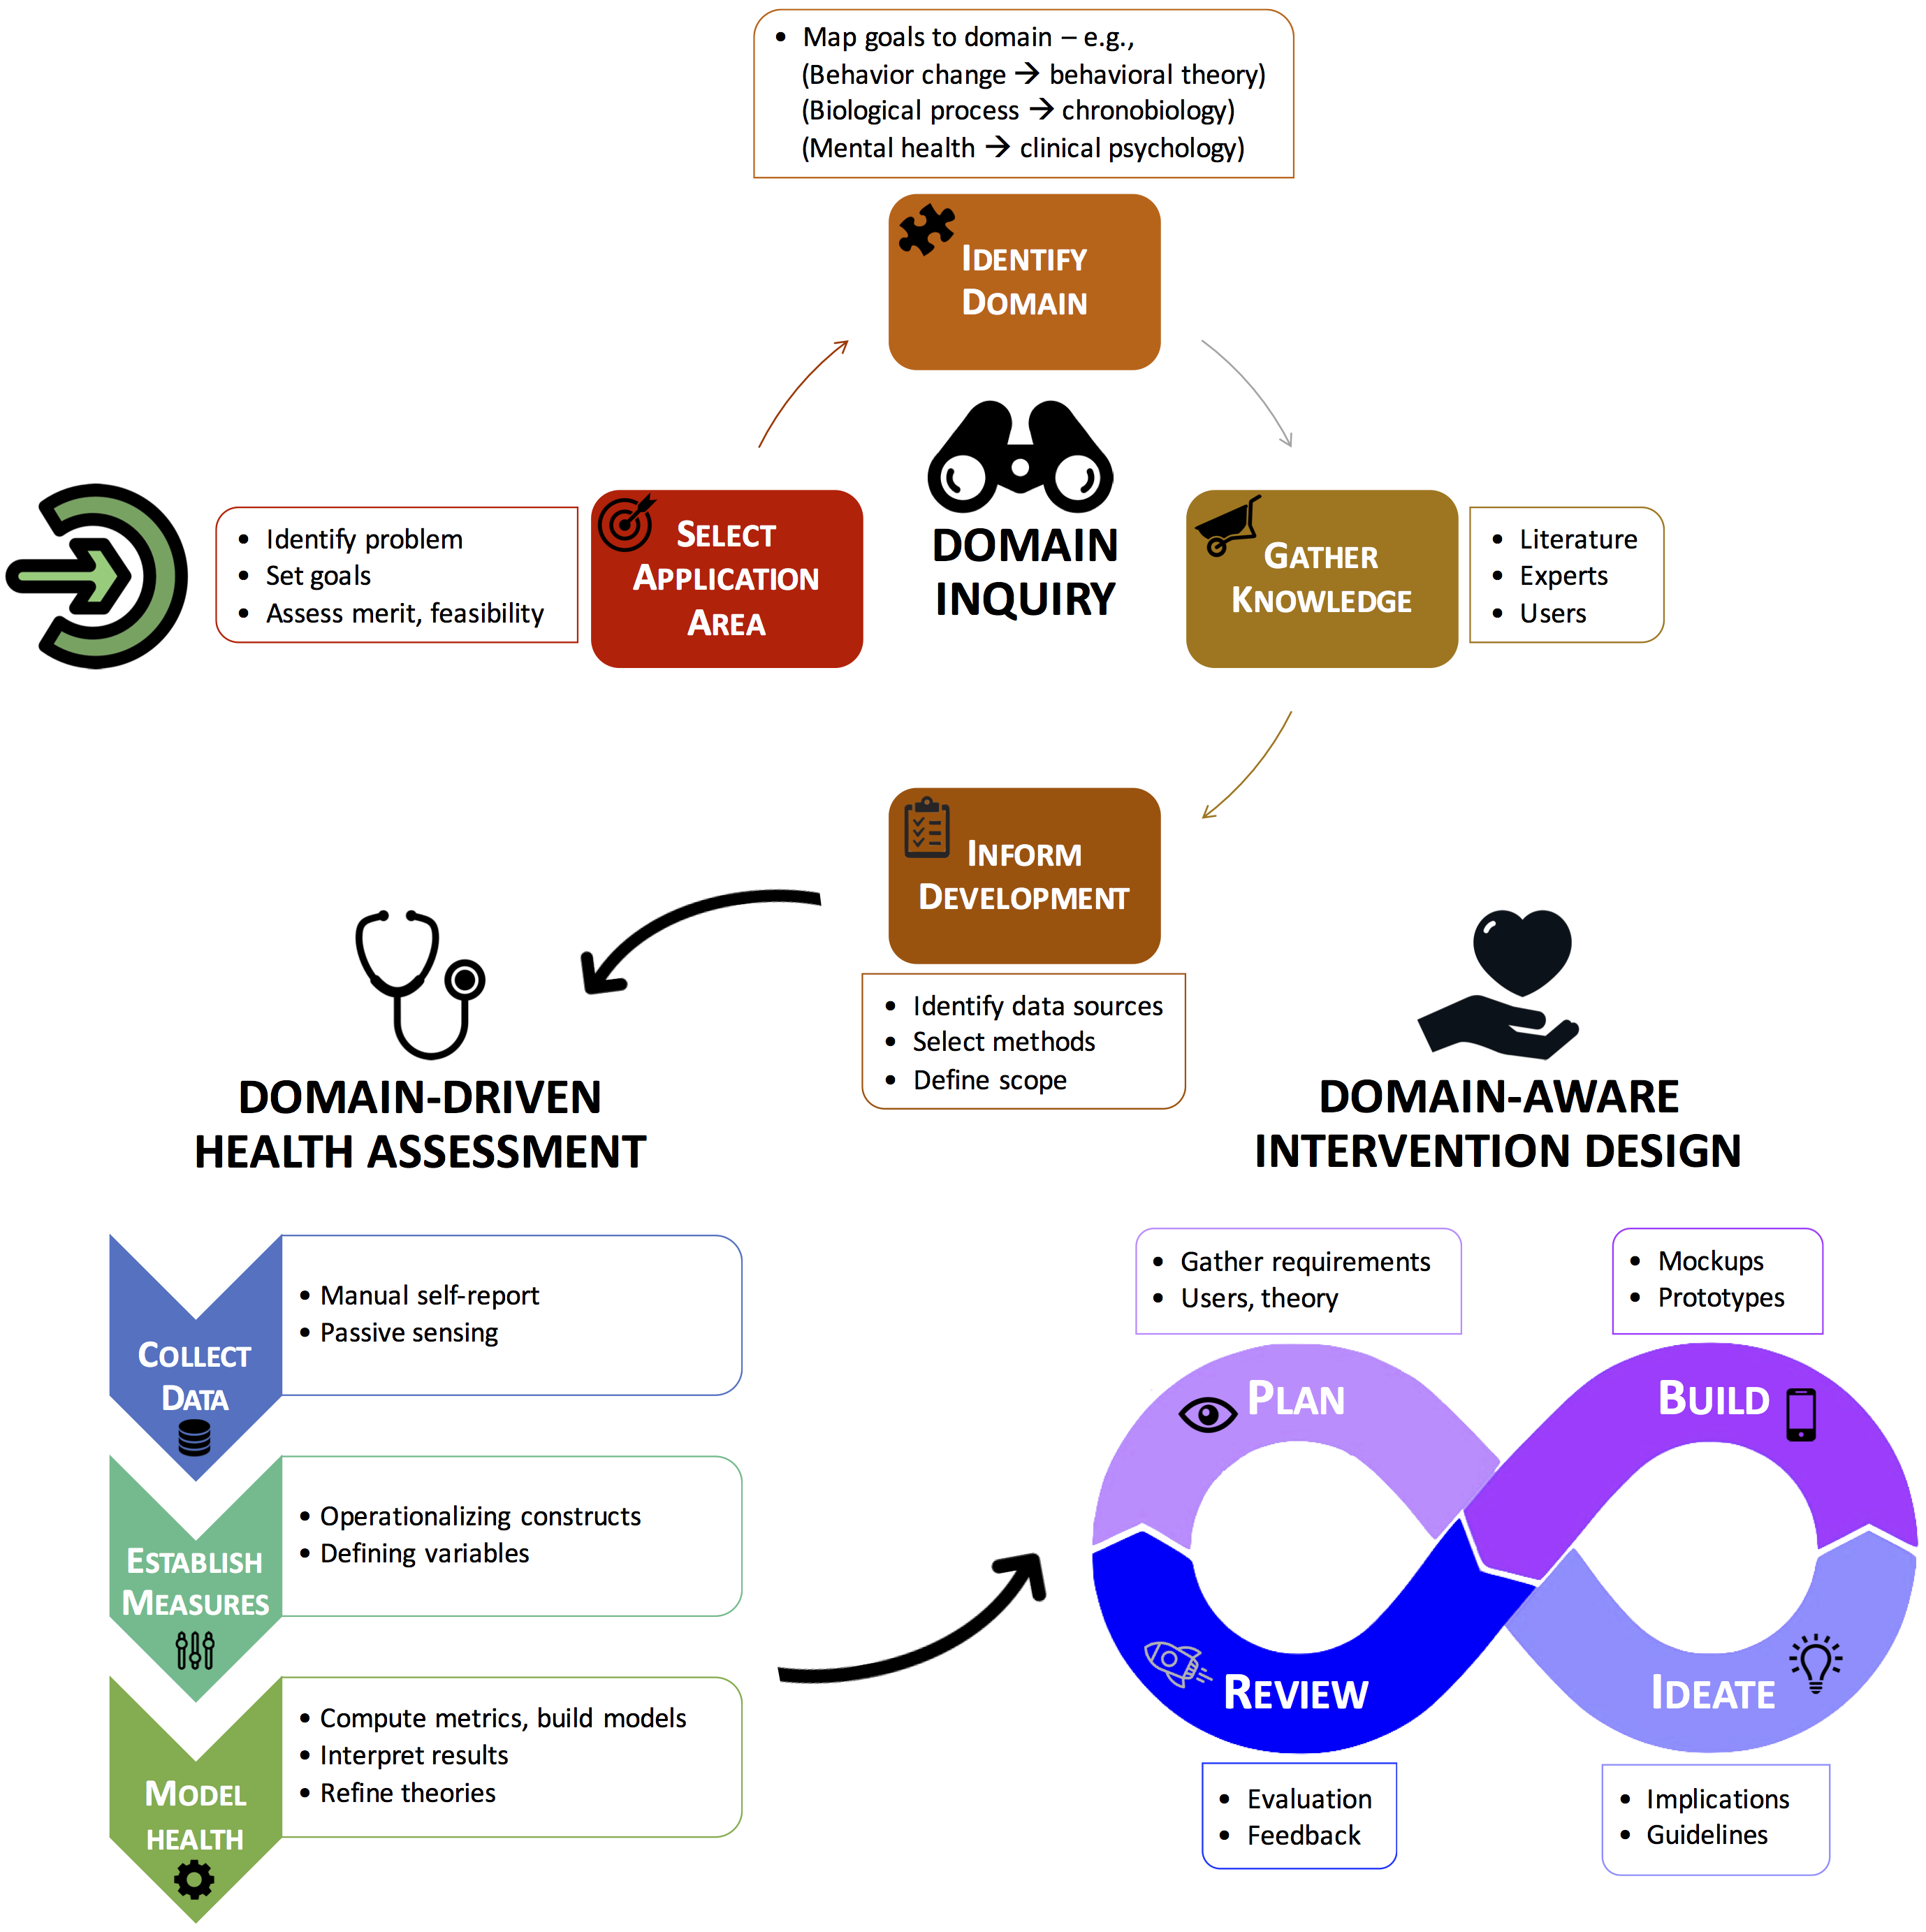 • Map goals to domain – e.g.,
(Behavior change → behavioral theory)
(Biological process → chronobiology)
(Mental health → clinical psychology)
IDENTIFY
DOMAIN
• Identify problem
• Set goals
• Assess merit, feasibility
SELECT
APPLICATION
AREA
DOMAIN
INQUIRY
GATHER
KNOWLEDGE
• Literature
• Experts
• Users
INFORM
DEVELOPMENT
• Identify data sources
• Select methods
• Define scope
DOMAIN-DRIVEN
HEALTH ASSESSMENT
COLLECT
DATA
• Manual self-report
• Passive sensing
ESTABLISH
MEASURES
• Operationalizing constructs
• Defining variables
MODEL
HEALTH
• Compute metrics, build models
• Interpret results
• Refine theories
DOMAIN-AWARE
INTERVENTION DESIGN
• Gather requirements
• Users, theory
PLAN
• Mockups
• Prototypes
BUILD
REVIEW
• Evaluation
• Feedback
IDEATE
• Implications
• Guidelines